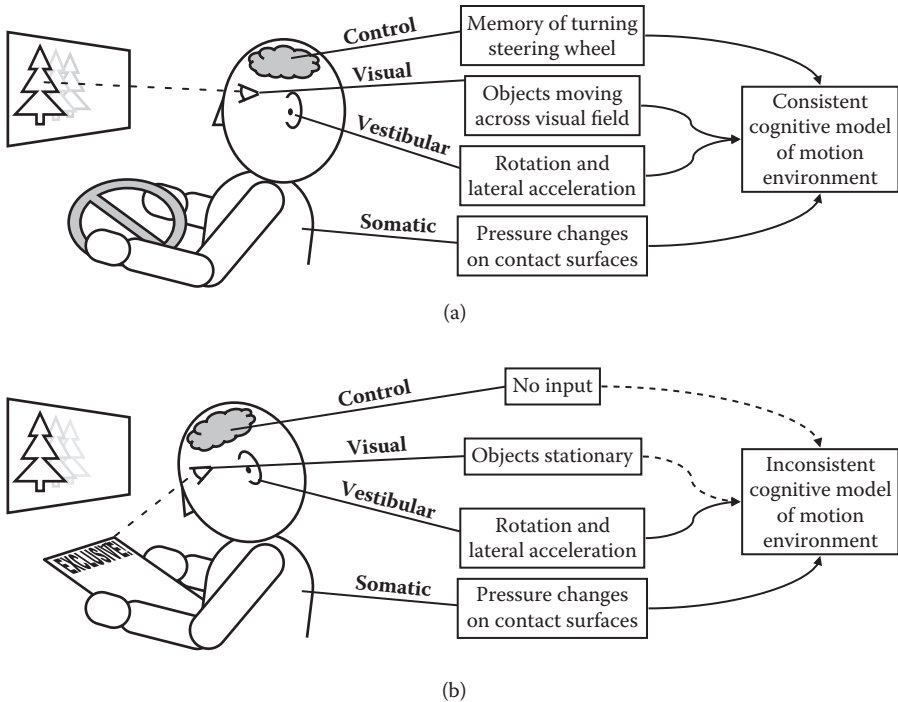 Control
Memory of turning
steering wheel
Visual
Objects moving
across visual field
Vestibular
Rotation and
lateral acceleration
Somatic
Pressure changes
on contact surfaces
Consistent
cognitive model
of motion
environment
(a)
Control
No input
Visual
Objects stationary
Vestibular
Rotation and
lateral acceleration
Somatic
Pressure changes
on contact surfaces
Inconsistent
cognitive model
of motion
environment
EXCLUSIVE!
(b)